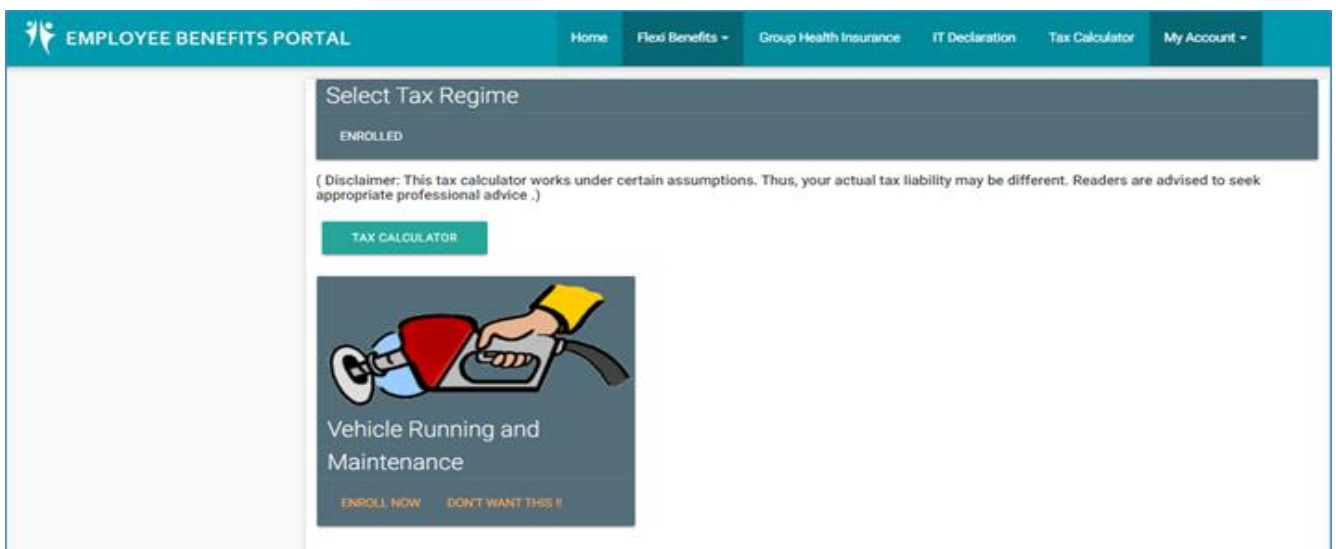 EMPLOYEE BENEFITS PORTAL
Home Flexi Benefits Group Health Insurance IT Declaration Tax Calculator My Account
Select Tax Regime
ENROLLED
( Disclaimer: This tax calculator works under certain assumptions. Thus, your actual tax liability may be different. Readers are advised to seek
appropriate professional advice .)
TAX CALCULATOR
Vehicle Running and
Maintenance
ENROLL NOW DON'T WANT THIS !!